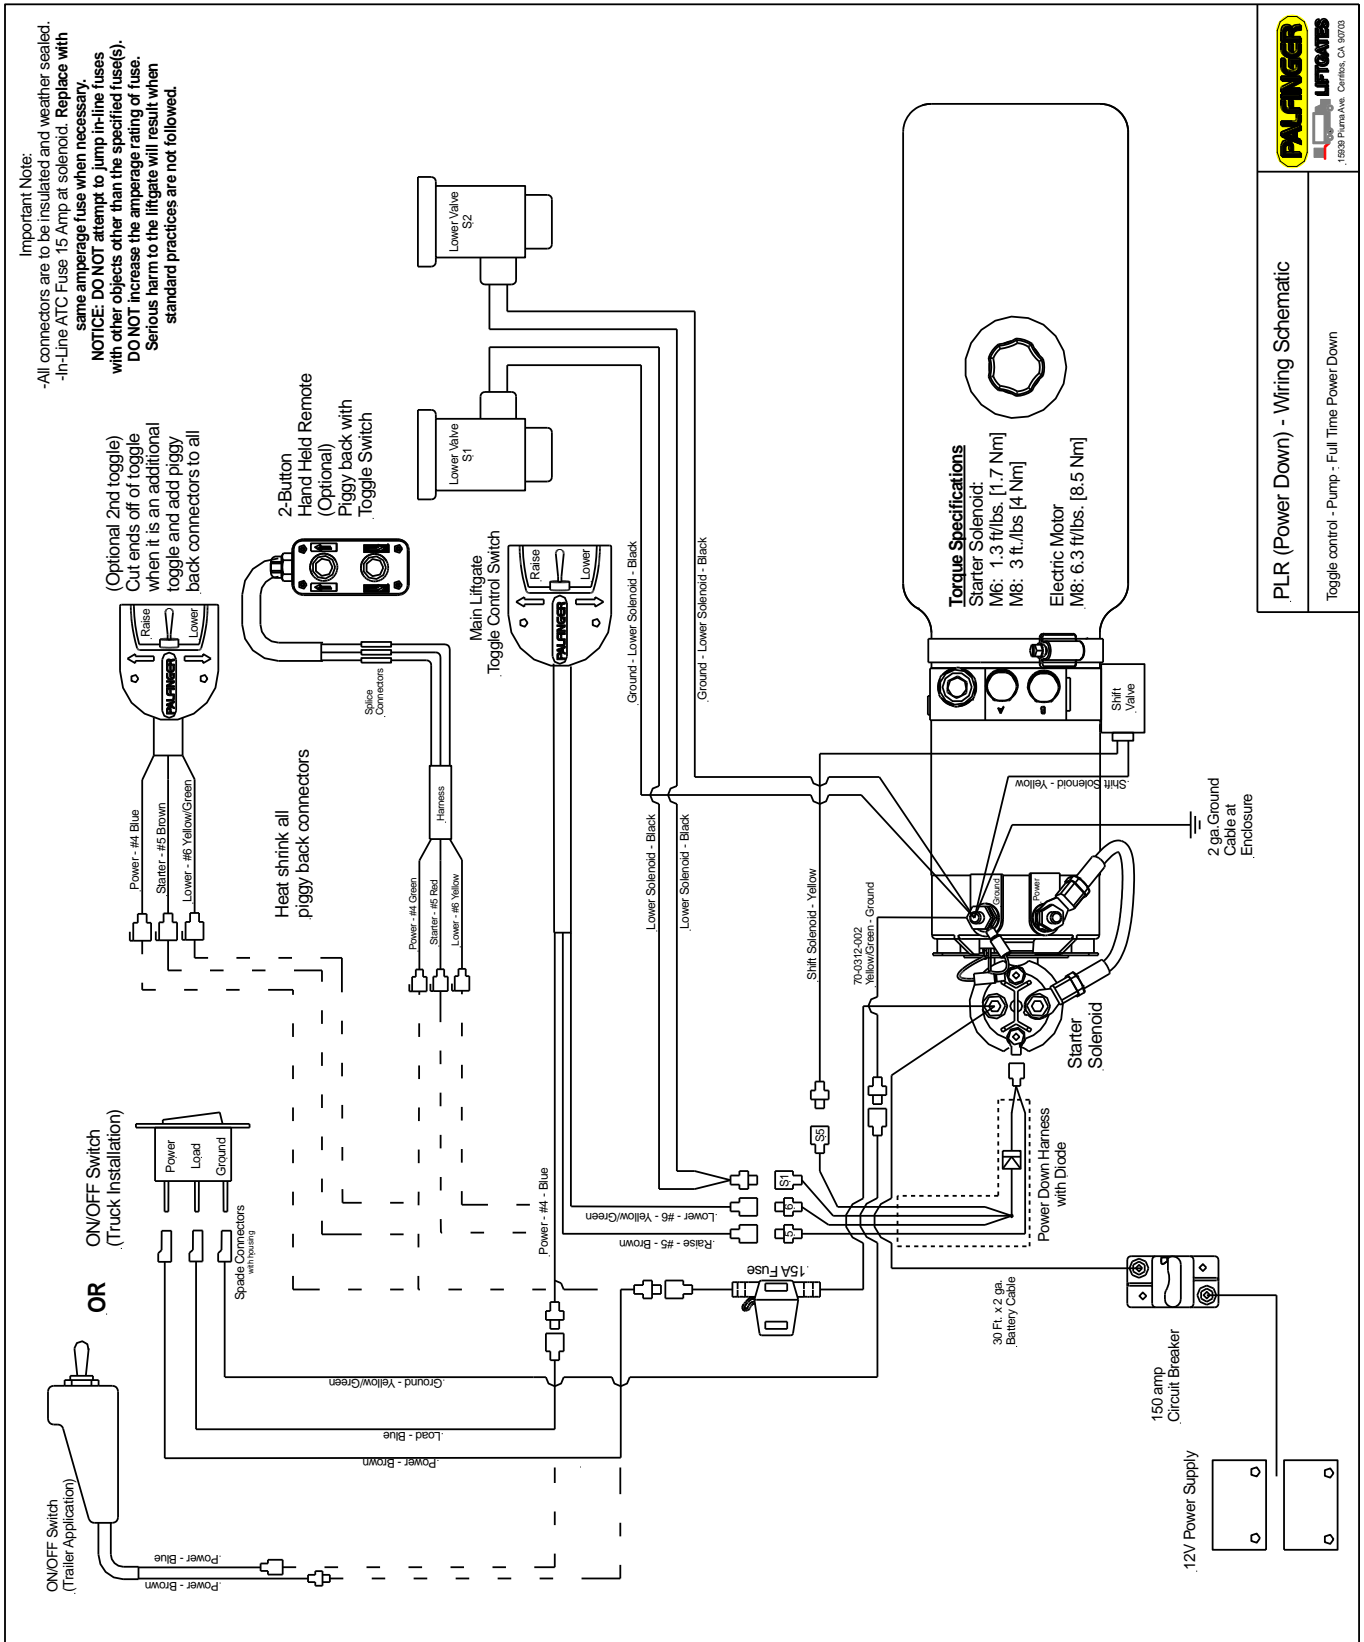 Important Note:
-All connectors are to be insulated and weather sealed.
-In-Line ATC Fuse 15 Amp at solenoid. Replace with
same amperage fuse when necessary.
NOTICE: DO NOT attempt to jump in-line fuses
with other objects other than the specified fuse(s).
DO NOT increase the amperage rating of fuse.
Serious harm to the liftgate will result when
standard practices are not followed.
ON/OFF Switch
(Trailer Application)
Power - Blue
Power - Brown
OR
ON/OFF Switch
(Truck Installation)
Power
Load
Ground
Spade Connectors
with housing
Ground - Yellow/Green
Load - Blue
Power - Brown
(Optional 2nd toggle)
Cut ends off of toggle
when it is an additional
toggle and add piggy
back connectors to all
Raise
Lower
PALFINGER
Power - #4 Blue
Starter - #5 Brown
Lower - #6 Yellow/Green
Heat shrink all
piggy back connectors
2-Button
Hand Held Remote
(Optional)
Piggy back with
Toggle Switch
Splice
Connectors
Harness
Power - #4 Green
Starter - #5 Red
Lower - #6 Yellow
Main Liftgate
Toggle Control Switch
Raise
Lower
PALFINGER
Power - #4 - Blue
Lower - #6 - Yellow/Green
Raise - #5 - Brown
Lower Valve
S1
Lower Valve
S2
Ground - Lower Solenoid - Black
Ground - Lower Solenoid - Black
Lower Solenoid - Black
Lower Solenoid - Black
S1
6
5
S5
15A Fuse
Shift Solenoid - Yellow
70-0312-002
Yellow/Green - Ground
Power Down Harness
with Diode
Starter
Solenoid
Ground
Power
Shift Solenoid - Yellow
Shift
Valve
A
B
2 ga.Ground
Cable at
Enclosure
30 Ft. x 2 ga.
Battery Cable
150 amp
Circuit Breaker
12V Power Supply
Torque Specifications
Starter Solenoid:
M6: 1.3 ft/lbs. [1.7 Nm]
M8: 3 ft./lbs [4 Nm]
Electric Motor
M8: 6.3 ft/lbs. [8.5 Nm]
PLR (Power Down) - Wiring Schematic
Toggle control - Pump - Full Time Power Down
PALFINGER
LIFTGATES
15939 Piuma Ave. Cerritos, CA 90703